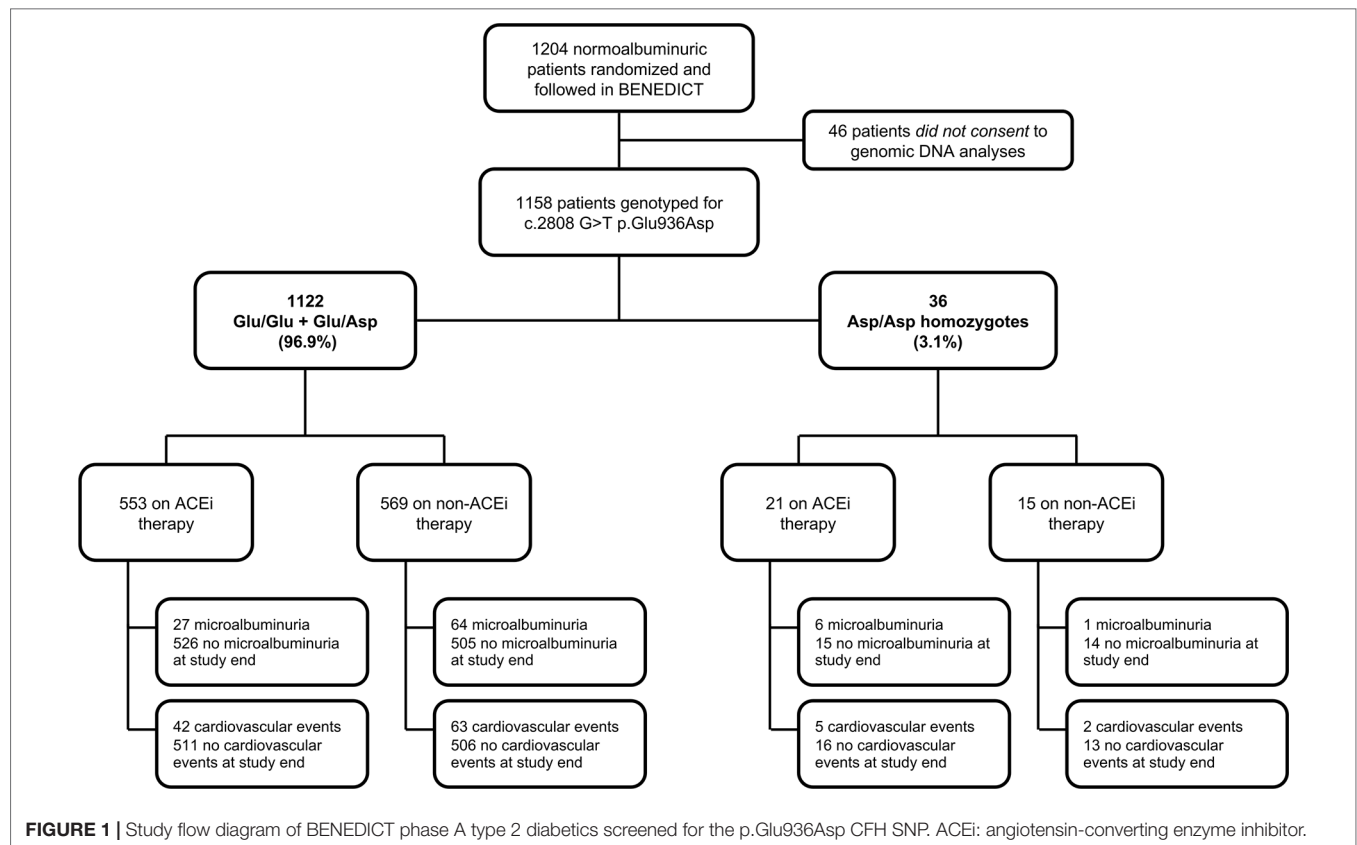 1204 normoalbuminuric
patients randomized and
followed in BENEDICT
46 patients did not consent to
genomic DNA analyses
1158 patients genotyped for
c.2808 G>T p.Glu936Asp
1122
Glu/Glu + Glu/Asp
(96.9%)
36
Asp/Asp homozygotes
(3.1%)
553 on ACEi
therapy
569 on non-ACEi
therapy
21 on ACEi
therapy
15 on non-ACEi
therapy
27 microalbuminuria
526 no microalbuminuria
at study end
64 microalbuminuria
505 no microalbuminuria
at study end
6 microalbuminuria
15 no microalbuminuria at
study end
1 microalbuminuria
14 no microalbuminuria at
study end
42 cardiovascular events
511 no cardiovascular
events at study end
63 cardiovascular events
506 no cardiovascular
events at study end
5 cardiovascular events
16 no cardiovascular
events at study end
2 cardiovascular events
13 no cardiovascular
events at study end
FIGURE 1 | Study flow diagram of BENEDICT phase A type 2 diabetics screened for the p.Glu936Asp CFH SNP. ACEi: angiotensin-converting enzyme inhibitor.